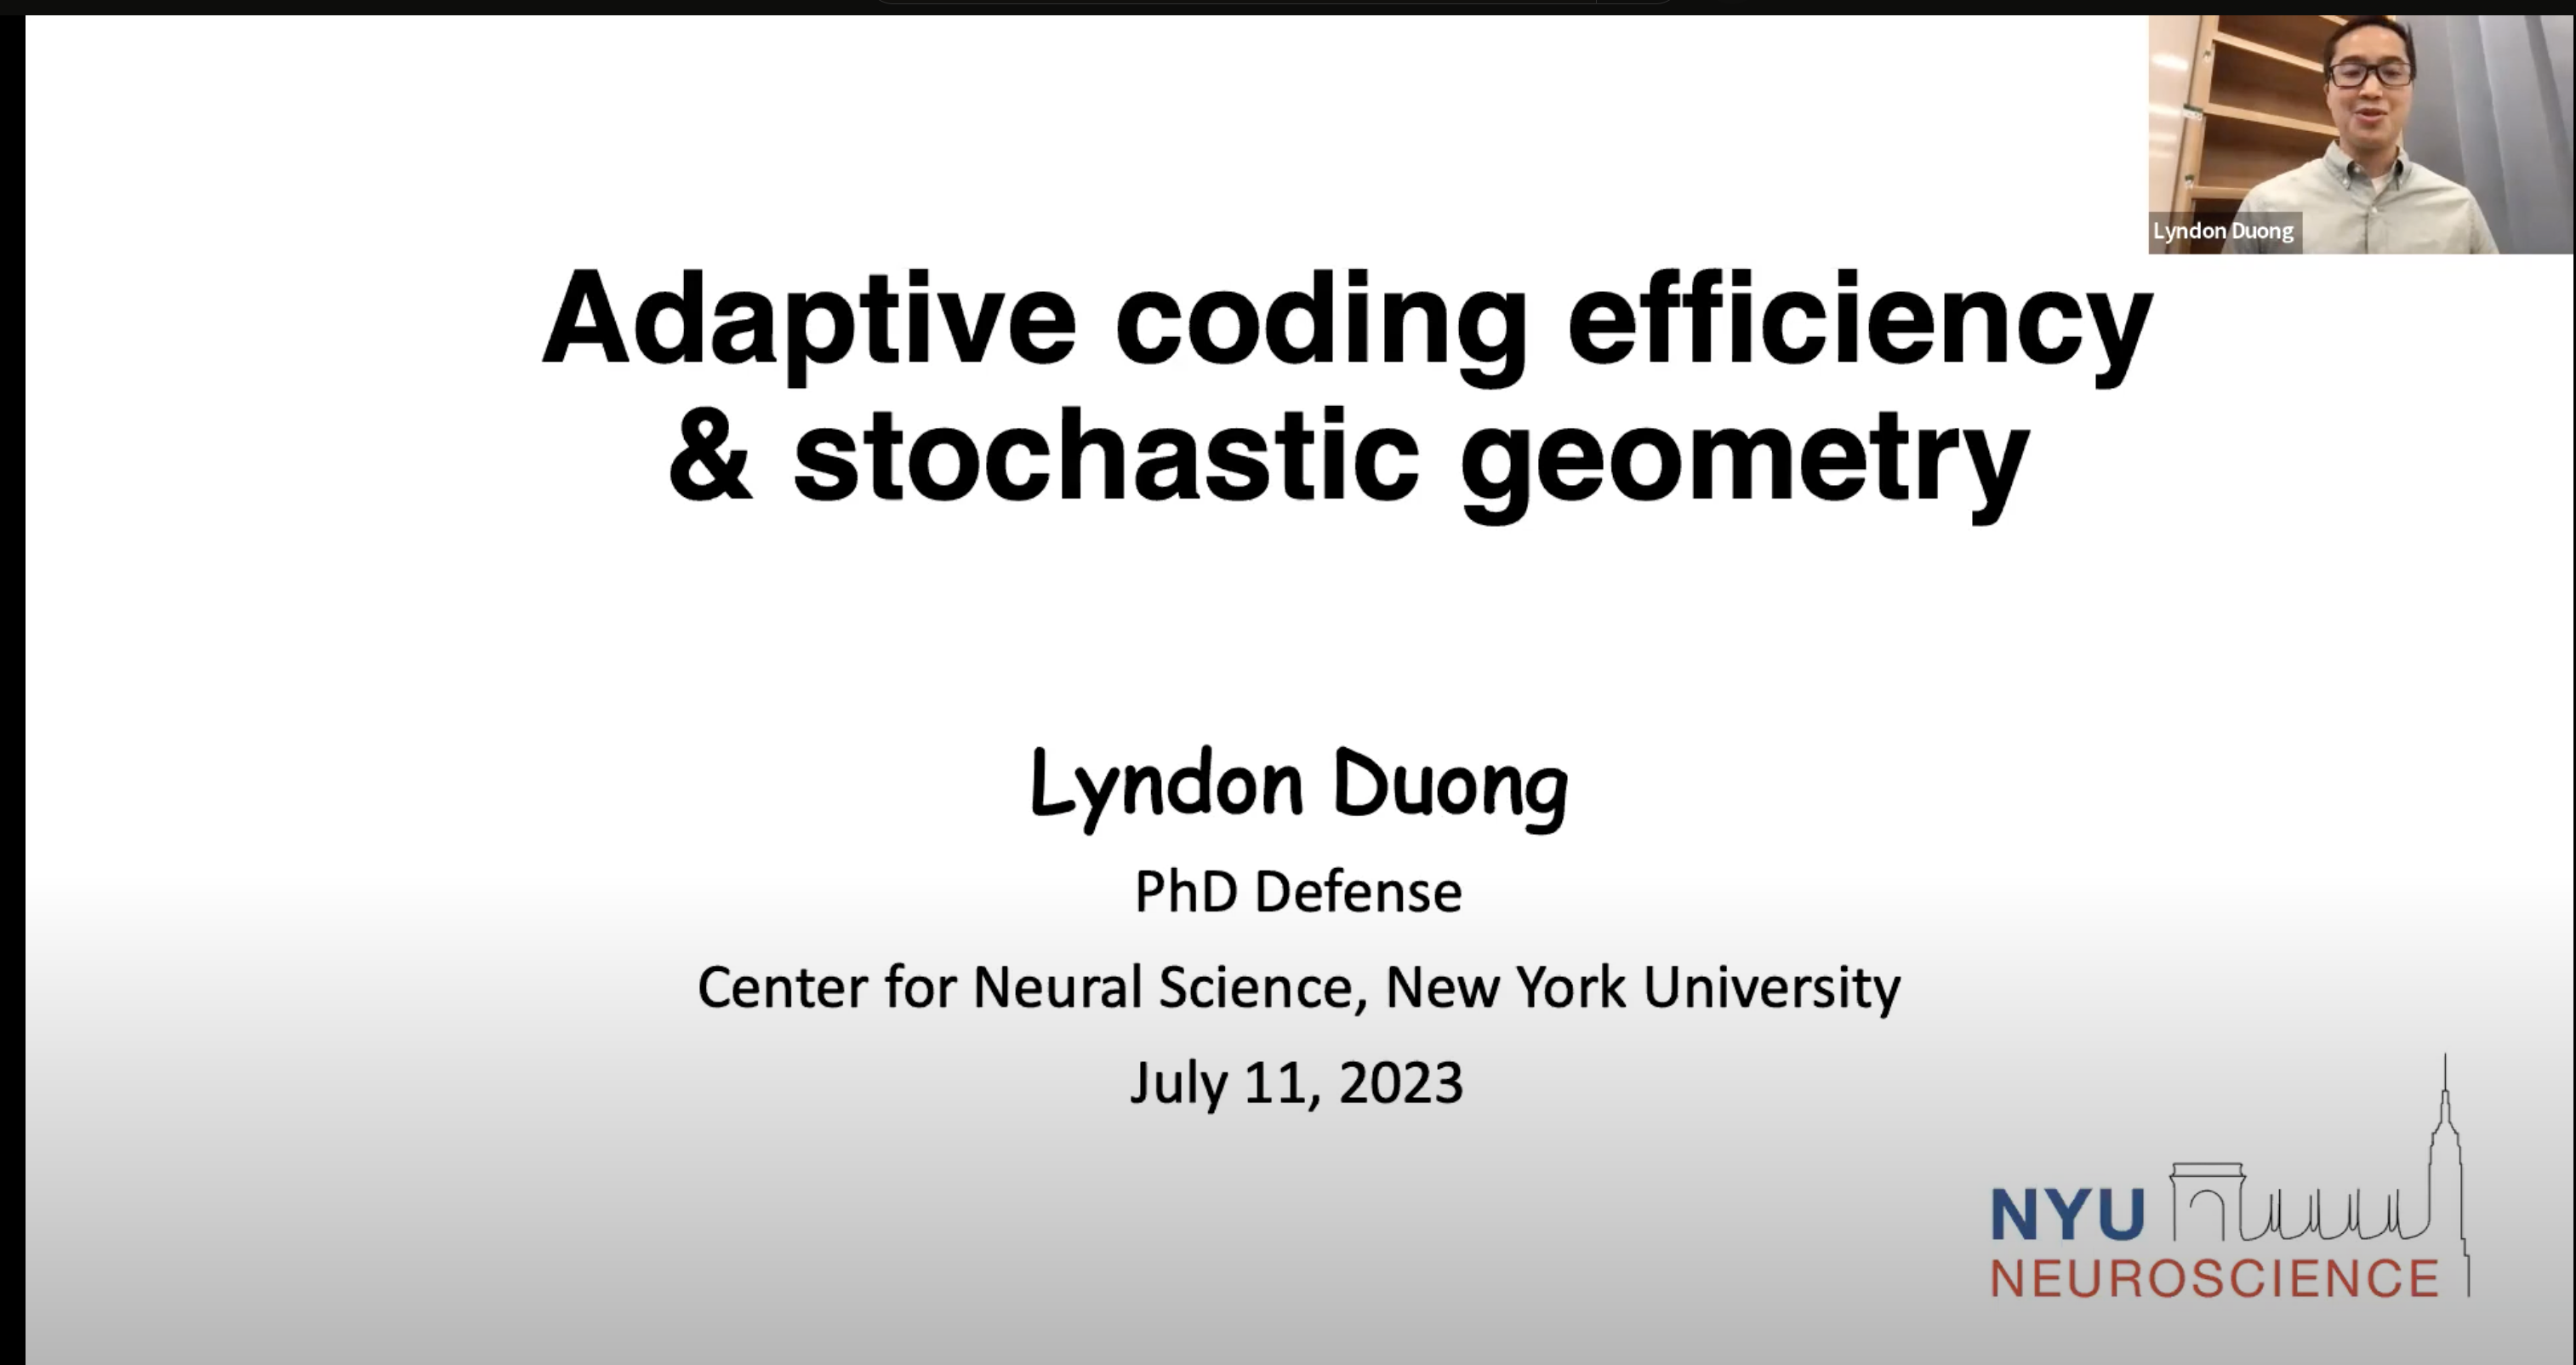 Lyndon Duong
Adaptive coding efficiency
& stochastic geometry
Lyndon Duong
PhD Defense
Center for Neural Science, New York University
July 11, 2023
NYU
NEUROSCIENCE